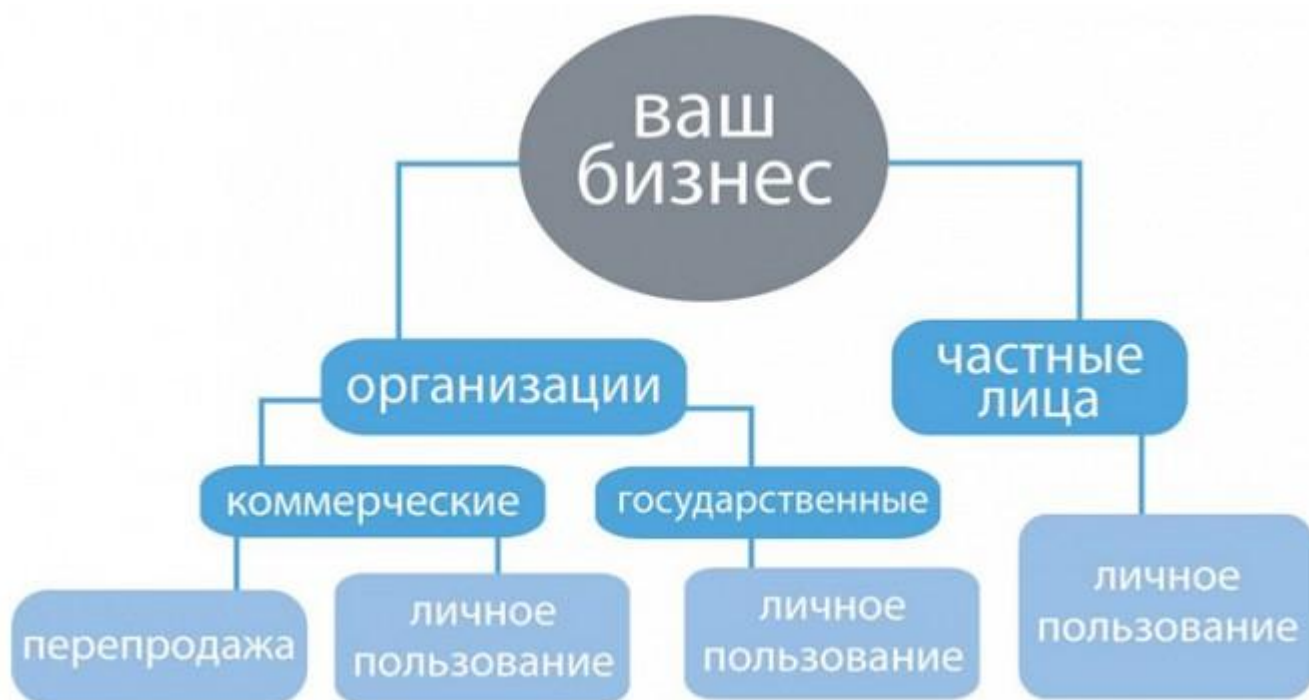 ваш
бизнес
организации
частные
лица
коммерческие
государственные
перепродажа
личное
пользование
личное
пользование
личное
пользование